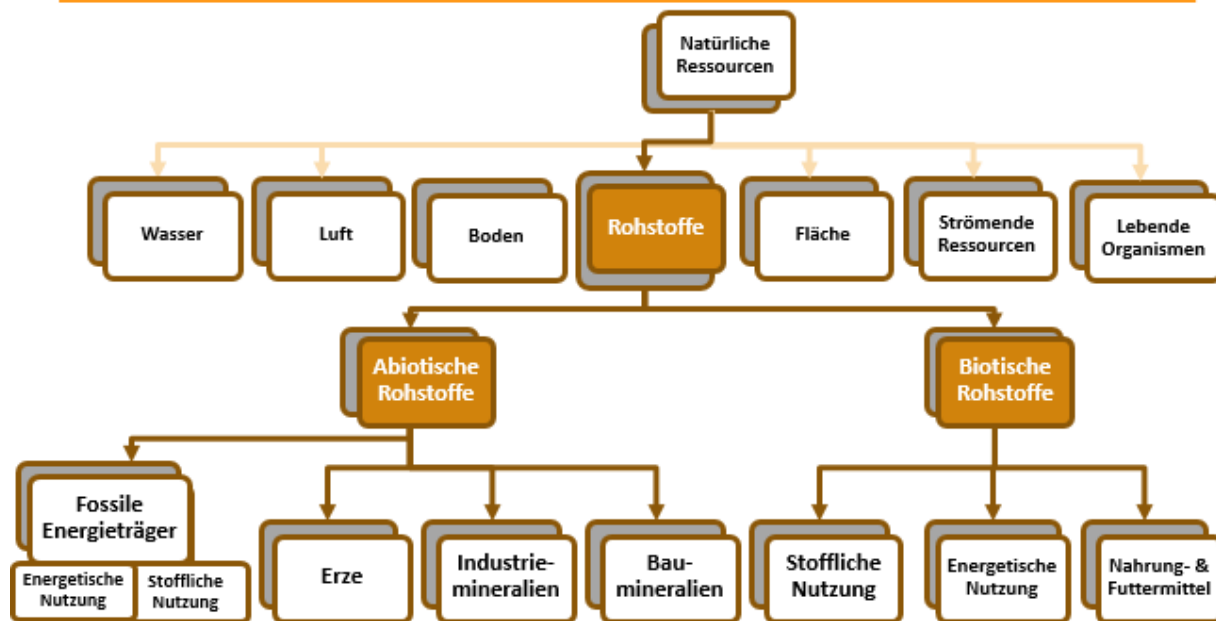 Natürliche
Ressourcen
Wasser
Luft
Boden
Rohstoffe
Fläche
Strömende
Ressourcen
Lebende
Organismen
Abiotische
Rohstoffe
Biotische
Rohstoffe
Fossile
Energieträger
Energetische
Nutzung
Stoffliche
Nutzung
Erze
Industrie-
mineralien
Bau-
mineralien
Stoffliche
Nutzung
Energetische
Nutzung
Nahrung- &
Futtermittel